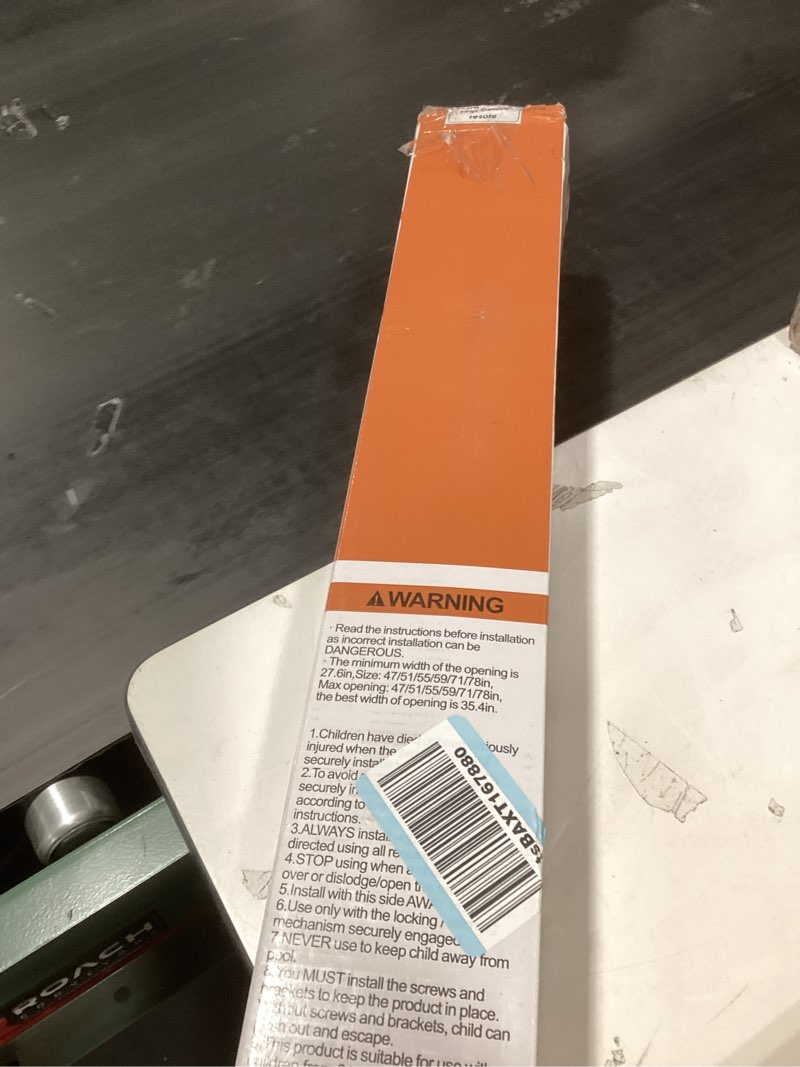 resale
WARNING
· Read the instructions before installation
as incorrect installation can be
DANGEROUS.
· The minimum width of the opening is
27.6in,Size: 47/51/55/59/71/78in,
Max opening: 47/51/55/59/71/78in,
the best width of opening is 35.4in.
1.Children have
injured when the
securely
2.To avoid
securely
according to
instructions.
3.ALWAYS
directed using all
4.STOP using when
over or dislodge/open
5.Install with this side
6.Use only with the locking /
mechanism securely
7.NEVER use to keep child away from
pool.
8.You MUST install the screws and
brackets to keep the product in place.
screws and brackets, child can
out and escape.
This product is suitable for use
tsBAXT167880
ROACH